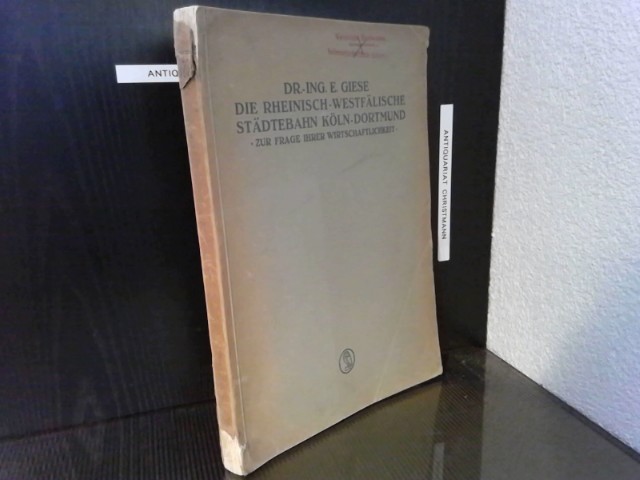 DR.-ING. E. GIESE
DIE RHEINISCH-WESTFÄLISCHE
STÄDTEBAHN KÖLN-DORTMUND
· ZUR FRAGE IHRER WIRTSCHAFTLICHKEIT ·
ANTIQ
ANTIQUARIAT CHRISTMANN